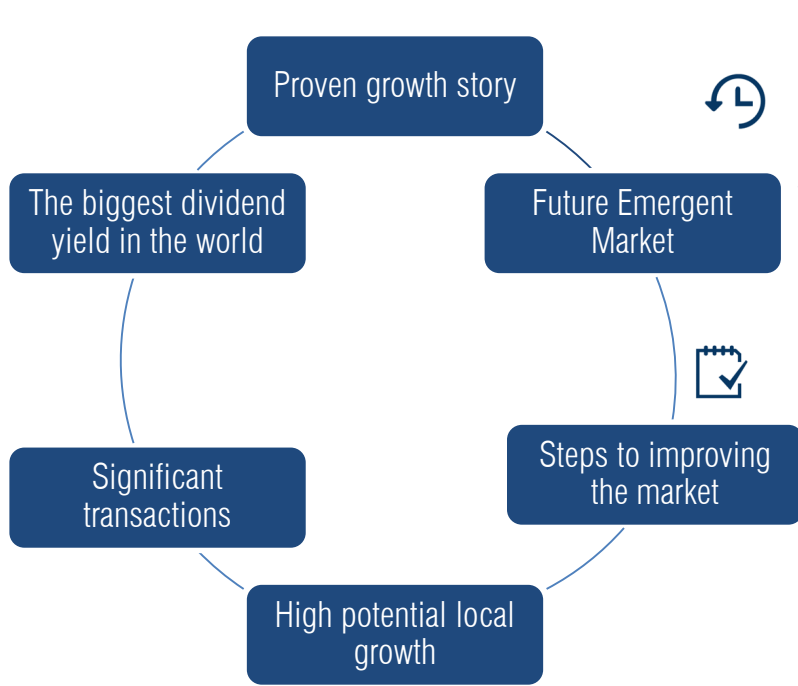 Proven growth story
Future Emergent
Market
Steps to improving
the market
High potential local
growth
Significant
transactions
The biggest dividend
yield in the world